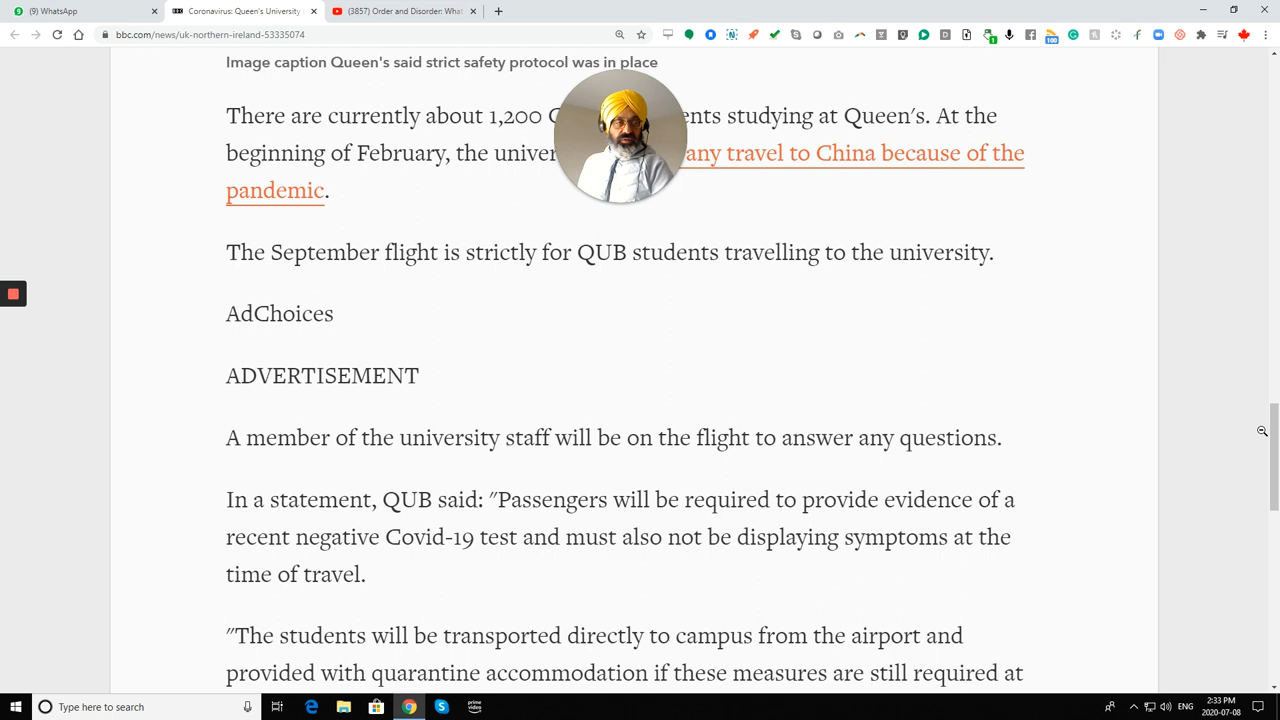 (9) WhatsApp
Coronavirus: Queen's University
(3857) Order and Disorder: Wha
bbc.com/news/uk-northern-ireland-53335074
100
1
Image caption Queen's said strict safety protocol was in place
There are currently about 1,200 studying at Queen's. At the
beginning of February, the any travel to China because of the
pandemic.
The September flight is strictly for QUB students travelling to the university.
AdChoices
ADVERTISEMENT
A member of the university staff will be on the flight to answer any questions.
In a statement, QUB said: "Passengers will be required to provide evidence of a
recent negative Covid-19 test and must also not be displaying symptoms at the
time of travel.
"The students will be transported directly to campus from the airport and
provided with quarantine accommodation if these measures are still required at
Type here to search
prime
video
ENG
2:33 PM
2020-07-08